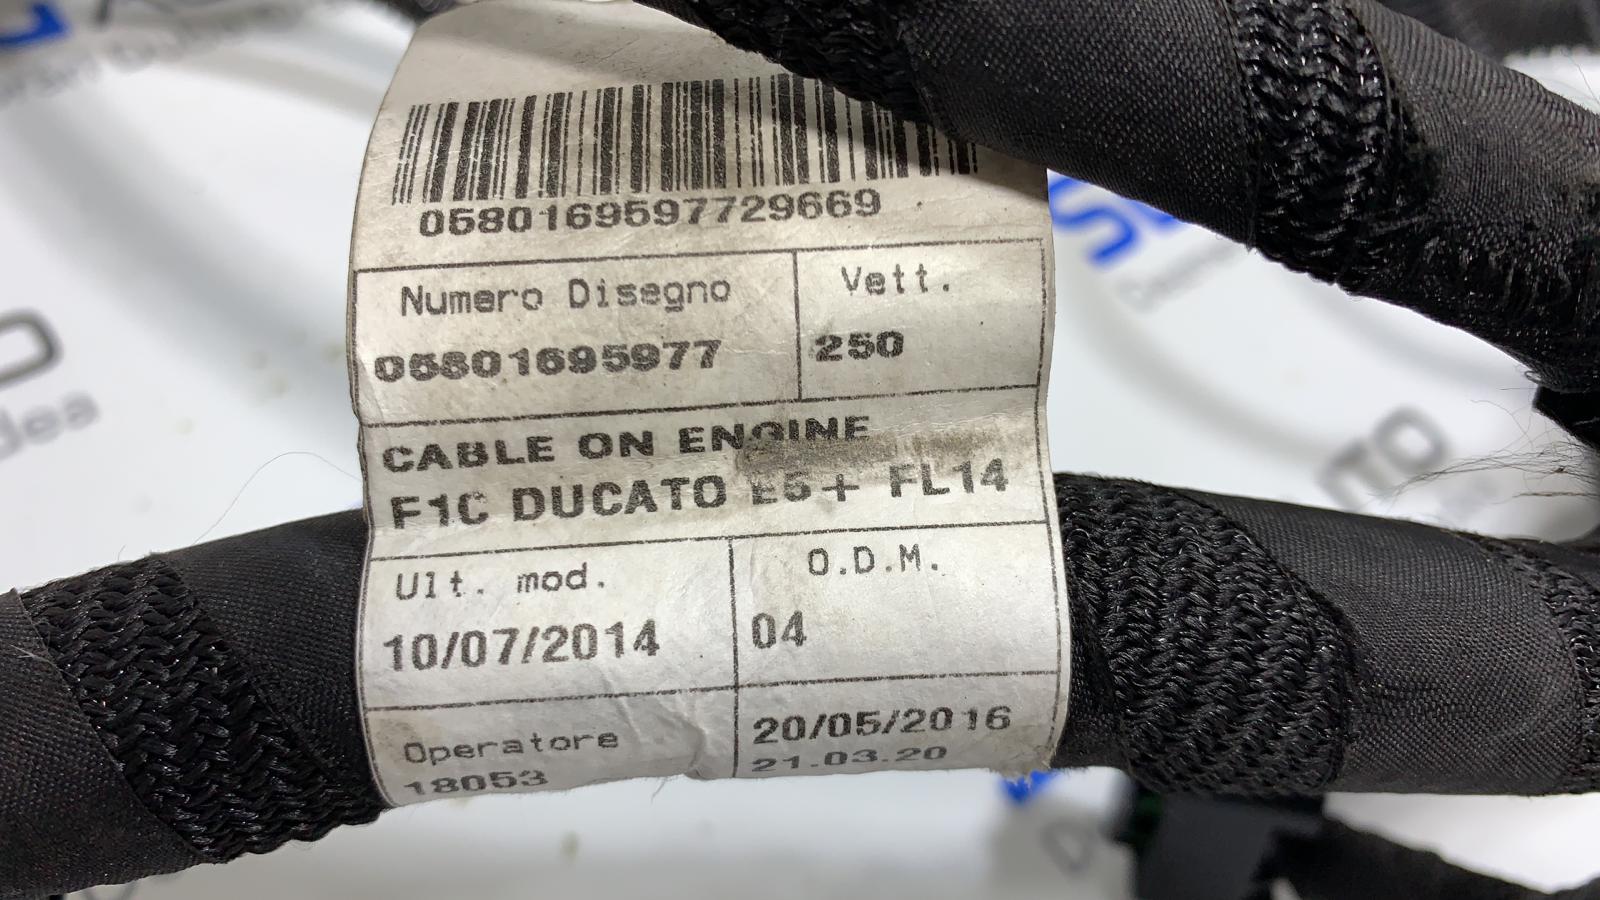 0580169597729669
Numero Disegno
Vett.
05801695977
250
CABLE ON ENGINE
F1C DUCATO E5+ FL14
Ult. mod.
O.D.M.
10/07/2014
04
Operatore
20/05/2016
18053
21.03.20